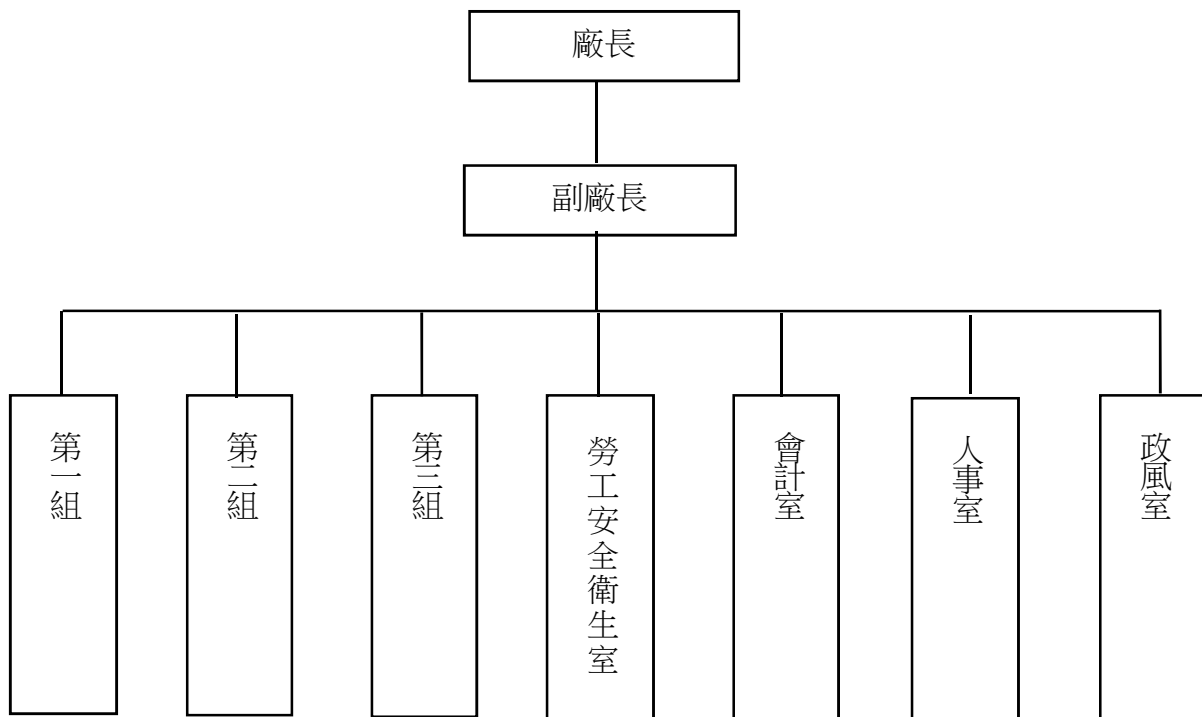 廠長
副廠長
第一組
第二組
第三組
勞工安全衛生室
會計室
人事室
政風室